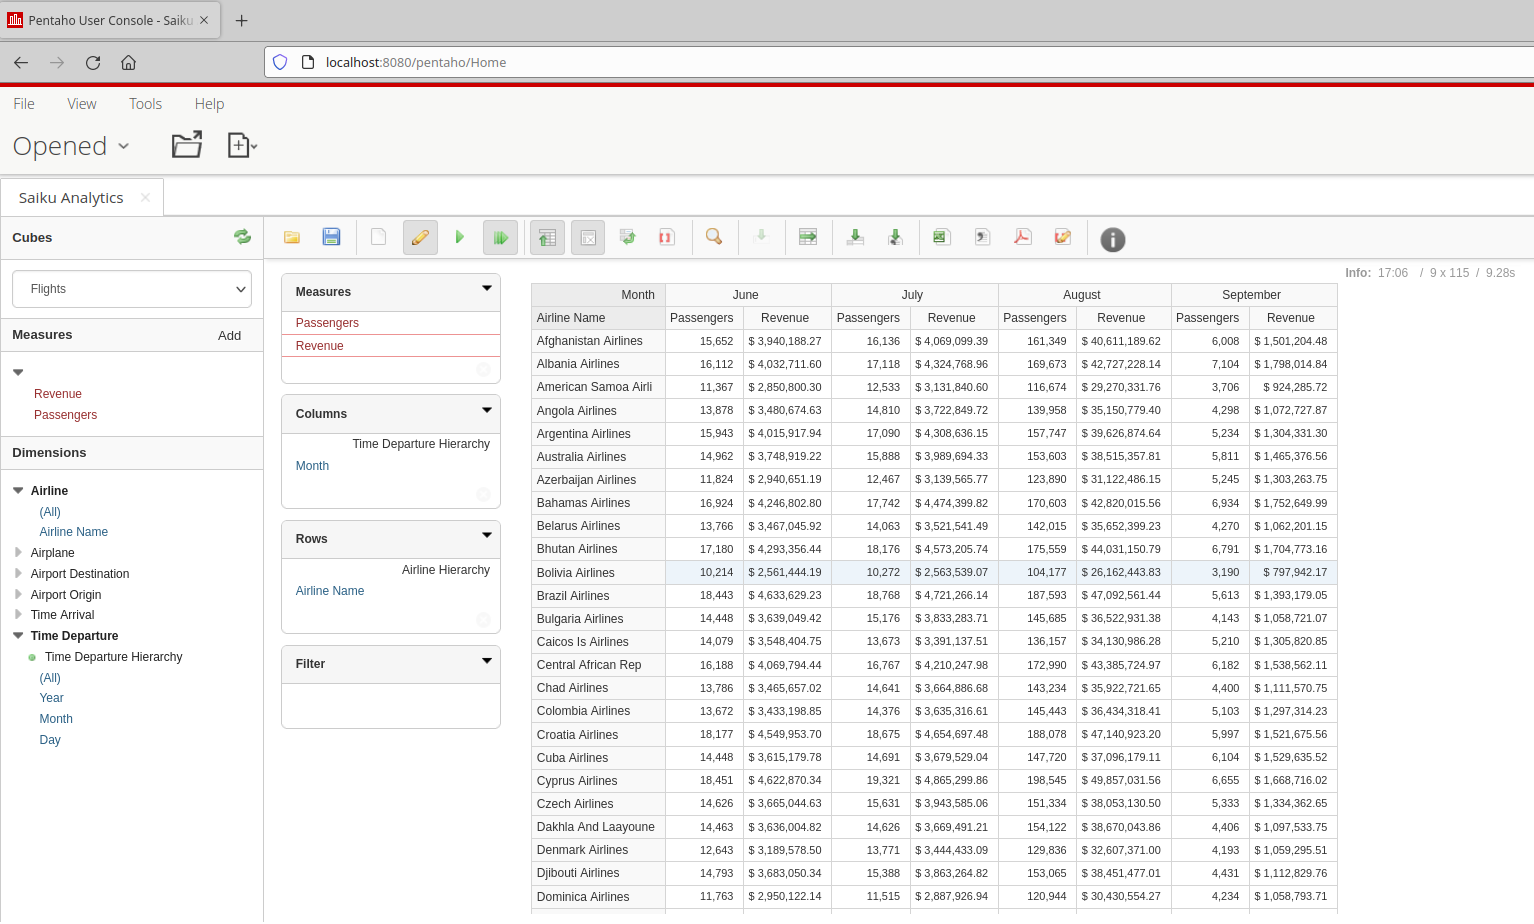 Pentaho User Console - Saiku
localhost:8080/pentaho/Home
File View Tools Help
Opened
Saiku Analytics
Cubes
Flights
Measures Add
Revenue
Passengers
Dimensions
Airline
(All)
Airline Name
Airplane
Airport Destination
Airport Origin
Time Arrival
Time Departure
Time Departure Hierarchy
(All)
Year
Month
Day
Measures
Passengers
Revenue
Columns
Time Departure Hierarchy
Month
Rows
Airline Hierarchy
Airline Name
Filter
Info: 17:06 / 9 x 115 / 9.28s
Month June July August September
Airline Name Passengers Revenue Passengers Revenue Passengers Revenue Passengers Revenue
Afghanistan Airlines 15,652 $ 3,940,188.27 16,136 $ 4,069,099.39 161,349 $ 40,611,189.62 6,008 $ 1,501,204.48
Albania Airlines 16,112 $ 4,032,711.60 17,118 $ 4,324,768.96 169,673 $ 42,727,228.14 7,104 $ 1,798,014.84
American Samoa Airli 11,367 $ 2,850,800.30 12,533 $ 3,131,840.60 116,674 $ 29,270,331.76 3,706 $ 924,285.72
Angola Airlines 13,878 $ 3,480,674.63 14,810 $ 3,722,849.72 139,958 $ 35,150,779.40 4,298 $ 1,072,727.87
Argentina Airlines 15,943 $ 4,015,917.94 17,090 $ 4,308,636.15 157,747 $ 39,626,874.64 5,234 $ 1,304,331.30
Australia Airlines 14,962 $ 3,748,919.22 15,888 $ 3,989,694.33 153,603 $ 38,515,357.81 5,811 $ 1,465,376.56
Azerbaijan Airlines 11,824 $ 2,940,651.19 12,467 $ 3,139,565.77 123,890 $ 31,122,486.15 5,245 $ 1,303,263.75
Bahamas Airlines 16,924 $ 4,246,802.80 17,742 $ 4,474,399.82 170,603 $ 42,820,015.56 6,934 $ 1,752,649.99
Belarus Airlines 13,766 $ 3,467,045.92 14,063 $ 3,521,541.49 142,015 $ 35,652,399.23 4,270 $ 1,062,201.15
Bhutan Airlines 17,180 $ 4,293,356.44 18,176 $ 4,573,205.74 175,559 $ 44,031,150.79 6,791 $ 1,704,773.16
Bolivia Airlines 10,214 $ 2,561,444.19 10,272 $ 2,563,539.07 104,177 $ 26,162,443.83 3,190 $ 797,942.17
Brazil Airlines 18,443 $ 4,633,629.23 18,768 $ 4,721,266.14 187,593 $ 47,092,561.44 5,613 $ 1,393,179.05
Bulgaria Airlines 14,448 $ 3,639,049.42 15,176 $ 3,833,283.71 145,685 $ 36,522,931.38 4,143 $ 1,058,721.07
Caicos Is Airlines 14,079 $ 3,548,404.75 13,673 $ 3,391,137.51 136,157 $ 34,130,986.28 5,210 $ 1,305,820.85
Central African Rep 16,188 $ 4,069,794.44 16,767 $ 4,210,247.98 172,990 $ 43,385,724.97 6,182 $ 1,538,562.11
Chad Airlines 13,786 $ 3,465,657.02 14,641 $ 3,664,886.68 143,234 $ 35,922,721.65 4,400 $ 1,111,570.75
Colombia Airlines 13,672 $ 3,433,198.85 14,376 $ 3,635,316.61 145,443 $ 36,434,318.41 5,103 $ 1,297,314.23
Croatia Airlines 18,177 $ 4,549,953.70 18,675 $ 4,654,697.48 188,078 $ 47,140,923.20 5,997 $ 1,521,675.56
Cuba Airlines 14,448 $ 3,615,179.78 14,691 $ 3,679,529.04 147,720 $ 37,096,179.11 6,104 $ 1,529,635.52
Cyprus Airlines 18,451 $ 4,622,870.34 19,321 $ 4,865,299.86 198,545 $ 49,857,031.56 6,655 $ 1,668,716.02
Czech Airlines 14,626 $ 3,665,044.63 15,631 $ 3,943,585.06 151,334 $ 38,053,130.50 5,333 $ 1,334,362.65
Dakhla And Laayoune 14,463 $ 3,636,004.82 14,626 $ 3,669,491.21 154,122 $ 38,670,043.86 4,406 $ 1,097,533.75
Denmark Airlines 12,643 $ 3,189,578.50 13,771 $ 3,444,433.09 129,836 $ 32,607,371.00 4,193 $ 1,059,295.51
Djibouti Airlines 14,793 $ 3,683,050.34 15,388 $ 3,863,264.82 153,065 $ 38,451,477.01 4,431 $ 1,112,829.76
Dominica Airlines 11,763 $ 2,950,122.14 11,515 $ 2,887,926.94 120,944 $ 30,430,554.27 4,234 $ 1,058,793.71